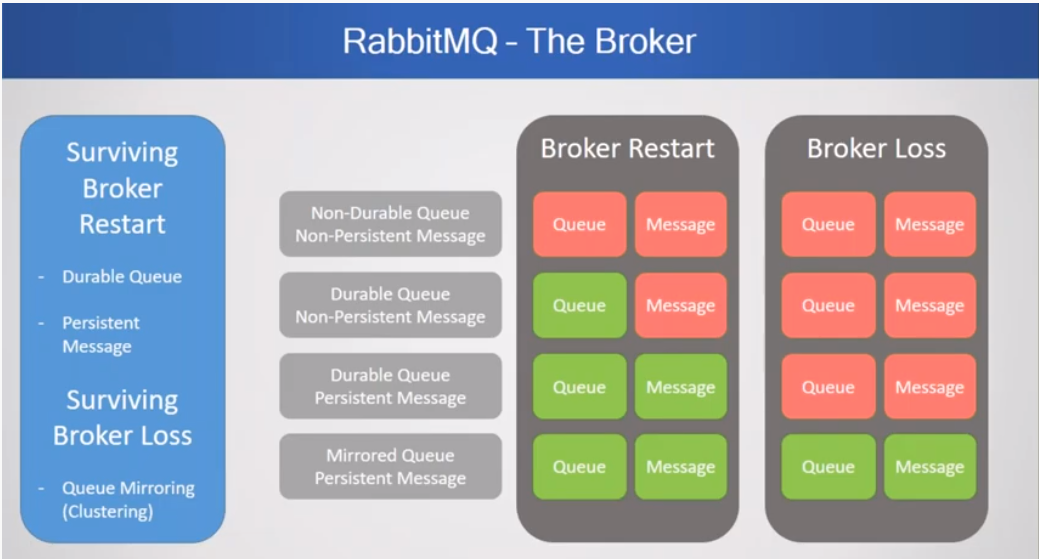 RabbitMQ – The Broker
Surviving
Broker
Restart
- Durable Queue
- Persistent
Message
Surviving
Broker Loss
- Queue Mirroring
(Clustering)
Broker Restart
Broker Loss
Non-Durable Queue
Non-Persistent Message
Queue Message Queue Message
Durable Queue
Non-Persistent Message
Queue Message Queue Message
Durable Queue
Persistent Message
Queue Message Queue Message
Mirrored Queue
Persistent Message
Queue Message Queue Message